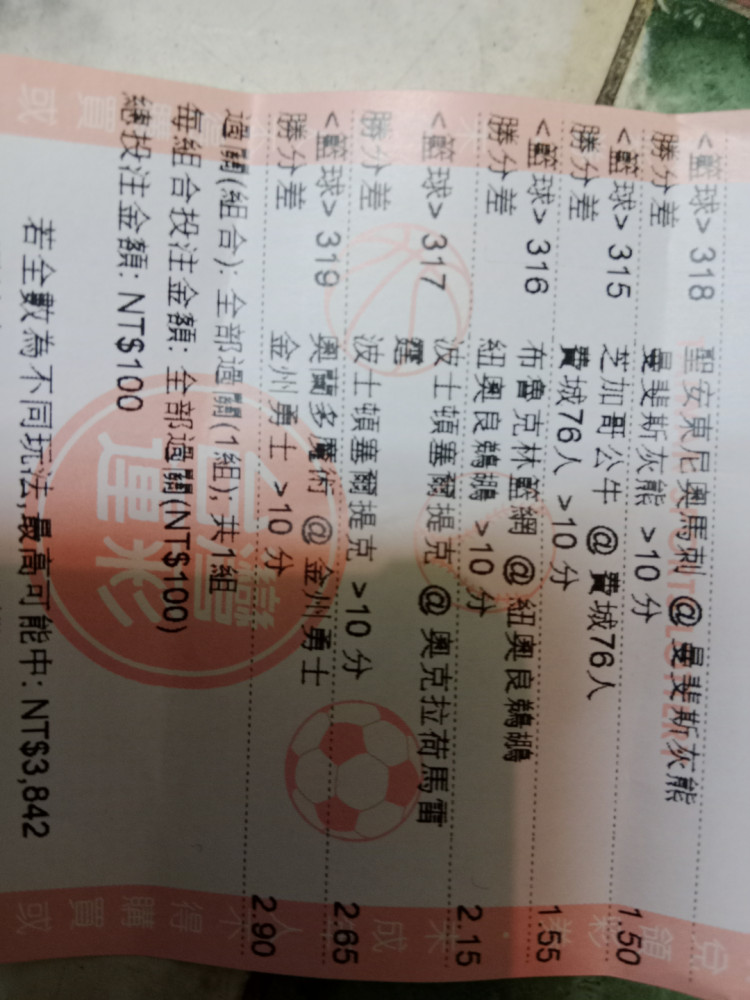 <籃球> 318 聖安東尼奧馬刺 @ 曼斐斯灰熊
勝分差 曼斐斯灰熊 >10 分 1.50
<籃球> 315 芝加哥公牛 @ 費城76人
勝分差 費城76人 >10 分 1.55
<籃球> 316 布魯克林籃網 @ 紐奧良鵜鶘
勝分差 紐奧良鵜鶘 >10 分 2.15
<籃球> 317 波士頓塞爾提克 @ 奧克拉荷馬雷
霆
勝分差 波士頓塞爾提克 >10 分 2.65
<籃球> 319 奧蘭多魔術 @ 金州勇士
勝分差 金州勇士 >10 分 2.90
過關(組合): 全部過關(1組), 共1組
每組合投注金額: 全部過關(NT$100)
總投注金額: NT$100
若全數為不同玩法,最高可能中: NT$3,842
台灣
運彩